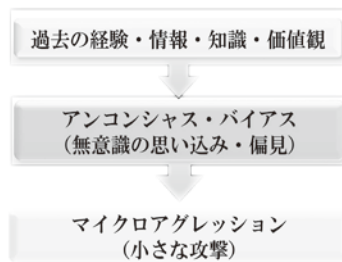 過去の経験・情報・知識・価値観
アンコンシャス・バイアス
（無意識の思い込み・偏見）
マイクロアグレッション
（小さな攻撃）